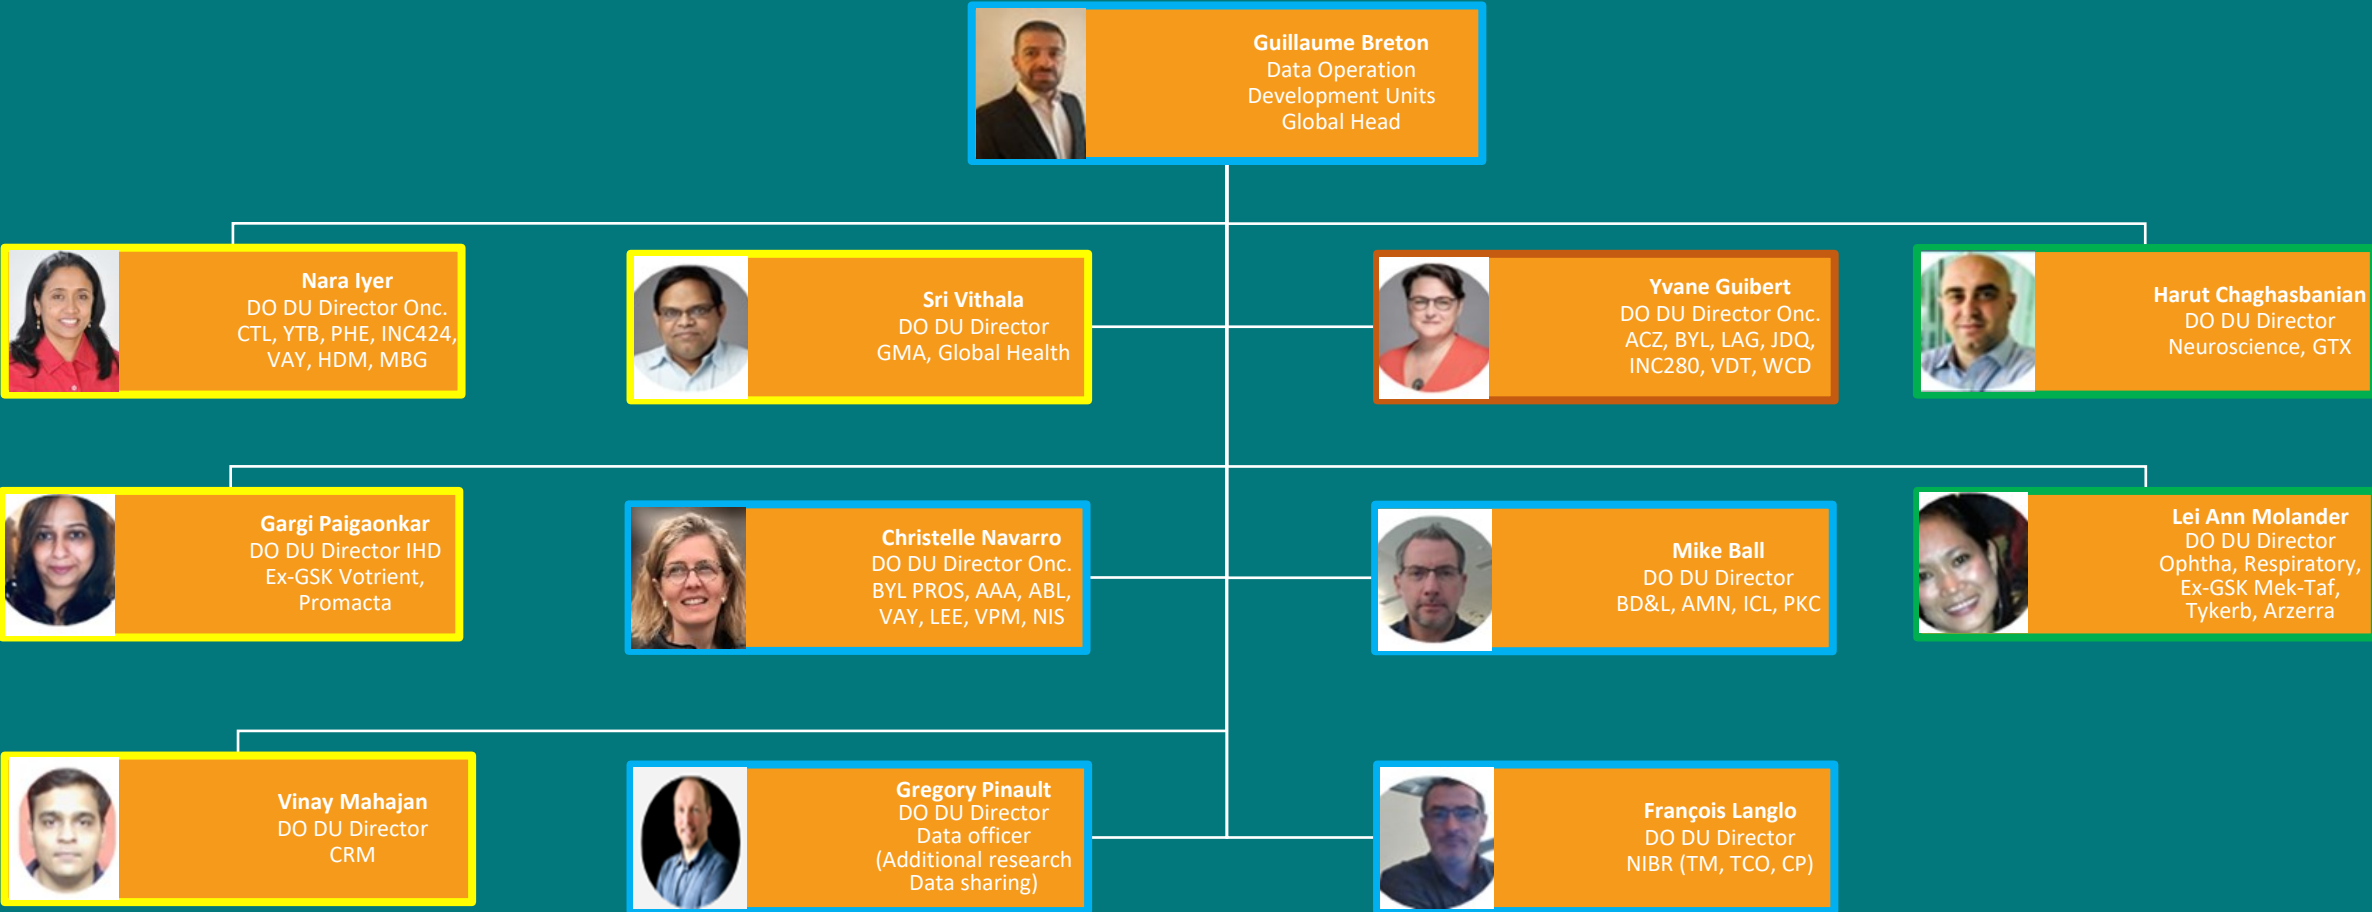 Guillaume Breton
Data Operation
Development Units
Global Head
Nara Iyer
DO DU Director Onc.
CTL, YTB, PHE, INC424,
VAY, HDM, MBG
Sri Vithala
DO DU Director
GMA, Global Health
Yvane Guibert
DO DU Director Onc.
ACZ, BYL, LAG, JDQ,
INC280, VDT, WCD
Harut Chaghasbanian
DO DU Director
Neuroscience, GTX
Gargi Paigaonkar
DO DU Director IHD
Ex-GSK Votrient,
Promacta
Christelle Navarro
DO DU Director Onc.
BYL PROS, AAA, ABL,
VAY, LEE, VPM, NIS
Mike Ball
DO DU Director
BD&L, AMN, ICL, PKC
Lei Ann Molander
DO DU Director
Ophtha, Respiratory,
Ex-GSK Mek-Taf,
Tykerb, Arzerra
Vinay Mahajan
DO DU Director
CRM
Gregory Pinault
DO DU Director
Data officer
(Additional research
Data sharing)
François Langlo
DO DU Director
NIBR (TM, TCO, CP)